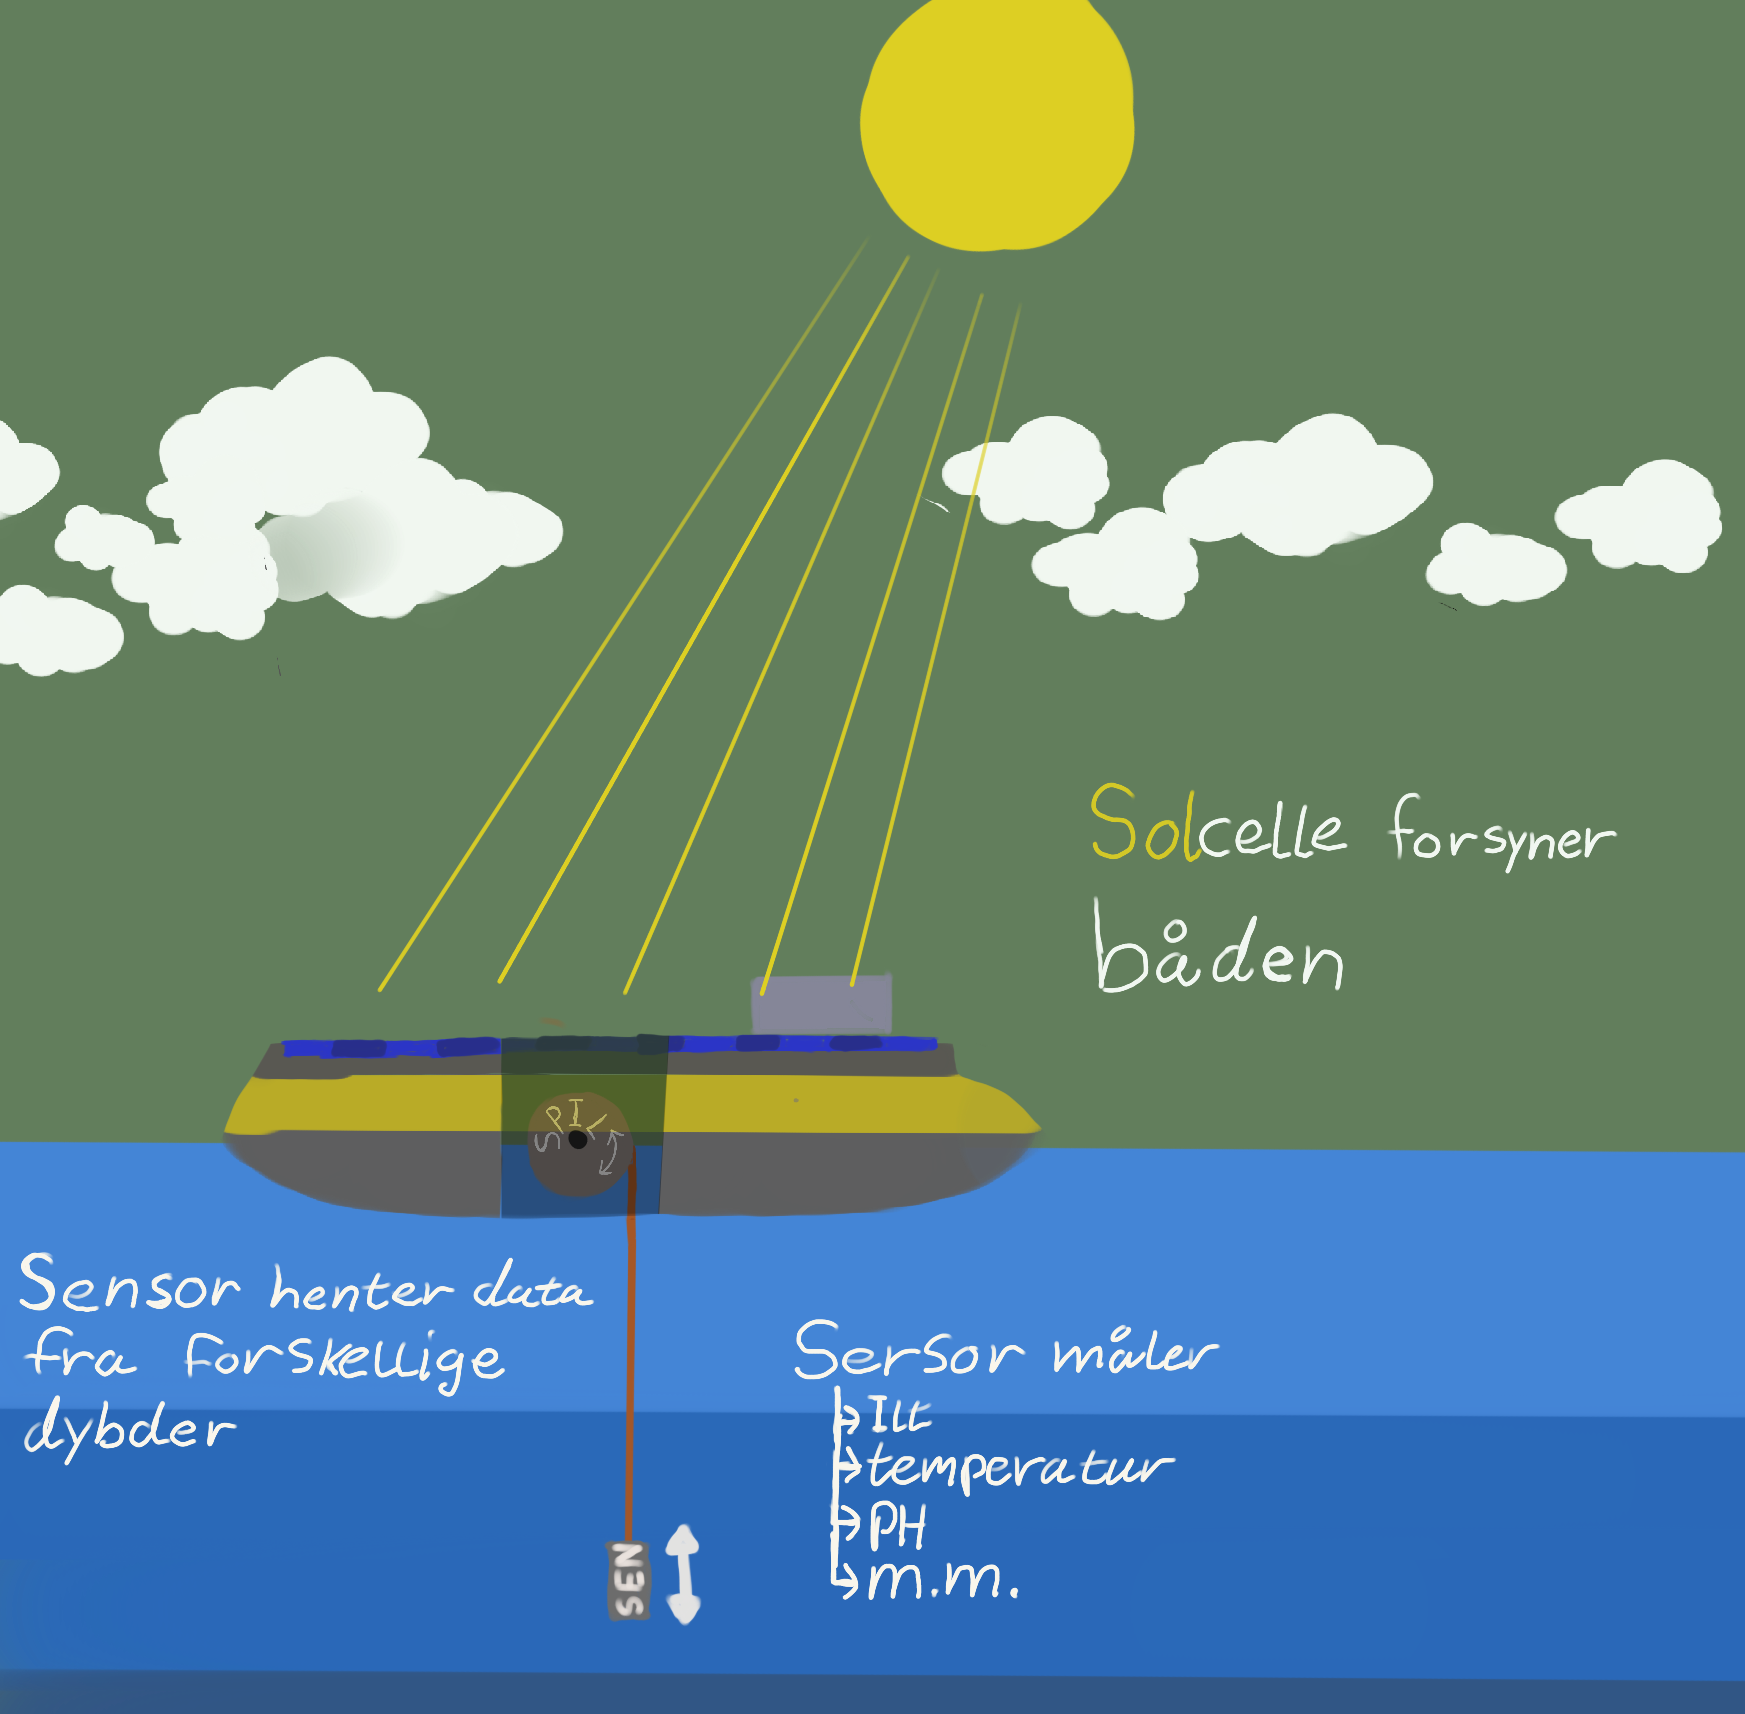 Solcelle forsyner
båden
SPIL
Sensor henter data
fra forskellige
dybder
Sersor måler
Ilt
temperatur
PH
m.m.
SEN